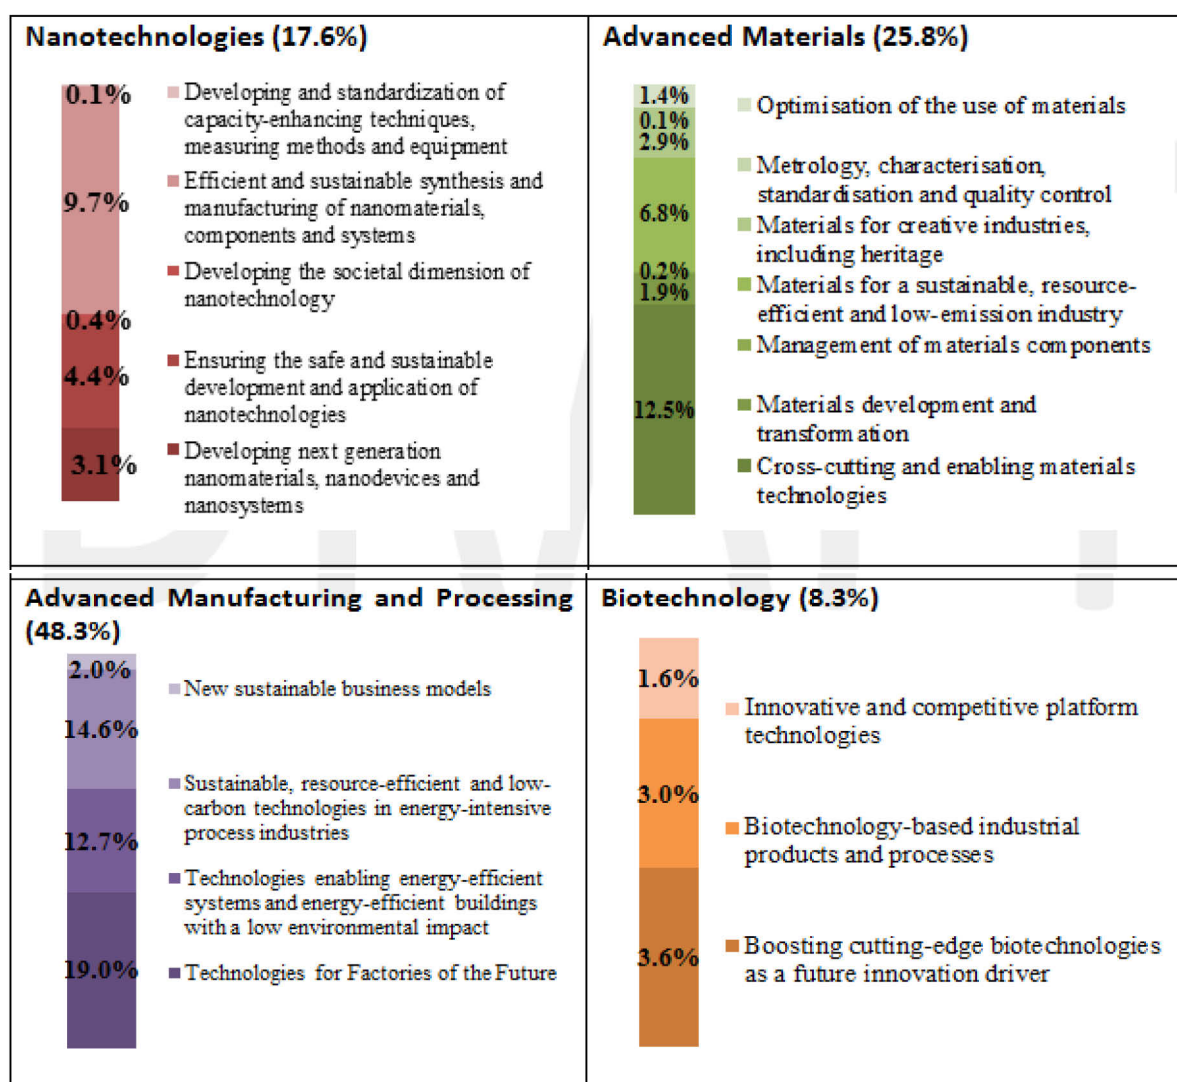 Nanotechnologies (17.6%)
0.1%
9.7%
0.4%
4.4%
3.1%
Developing and standardization of
capacity-enhancing techniques,
measuring methods and equipment
Efficient and sustainable synthesis and
manufacturing of nanomaterials,
components and systems
Developing the societal dimension of
nanotechnology
Ensuring the safe and sustainable
development and application of
nanotechnologies
Developing next generation
nanomaterials, nanodevices and
nanosystems
Advanced Materials (25.8%)
1.4%
0.1%
2.9%
6.8%
0.2%
1.9%
12.5%
Optimisation of the use of materials
Metrology, characterisation,
standardisation and quality control
Materials for creative industries,
including heritage
Materials for a sustainable, resource-
efficient and low-emission industry
Management of materials components
Materials development and
transformation
Cross-cutting and enabling materials
technologies
Advanced Manufacturing and Processing
(48.3%)
2.0%
14.6%
12.7%
19.0%
New sustainable business models
Sustainable, resource-efficient and low-
carbon technologies in energy-intensive
process industries
Technologies enabling energy-efficient
systems and energy-efficient buildings
with a low environmental impact
Technologies for Factories of the Future
Biotechnology (8.3%)
1.6%
3.0%
3.6%
Innovative and competitive platform
technologies
Biotechnology-based industrial
products and processes
Boosting cutting-edge biotechnologies
as a future innovation driver